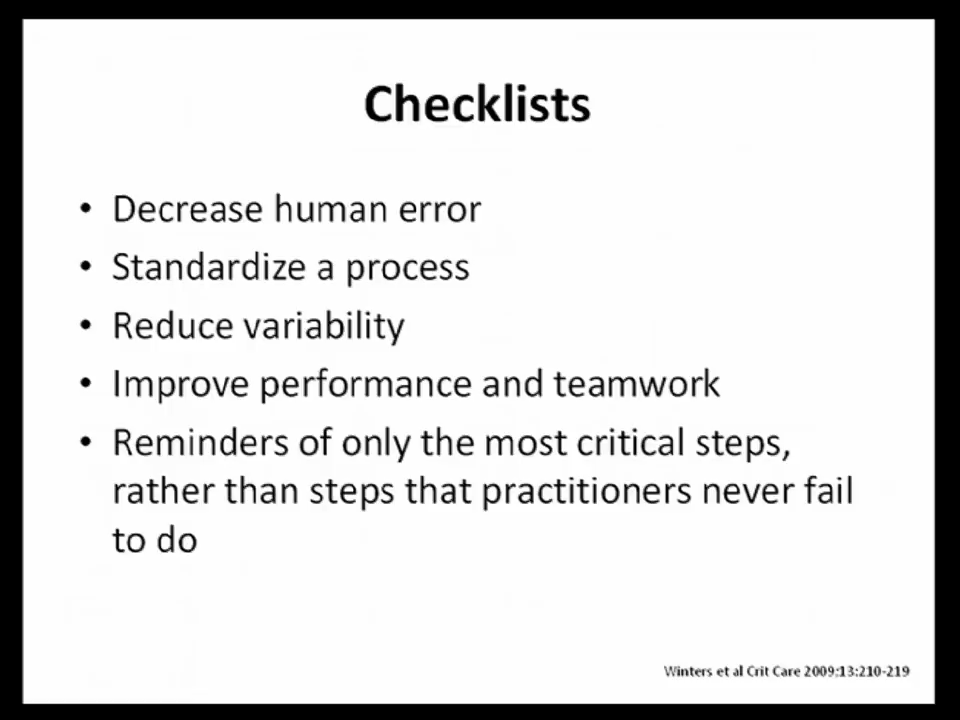 Checklists
• Decrease human error
• Standardize a process
• Reduce variability
• Improve performance and teamwork
• Reminders of only the most critical steps,
rather than steps that practitioners never fail
to do
Winters et al Crit Care 2009;13:210-219